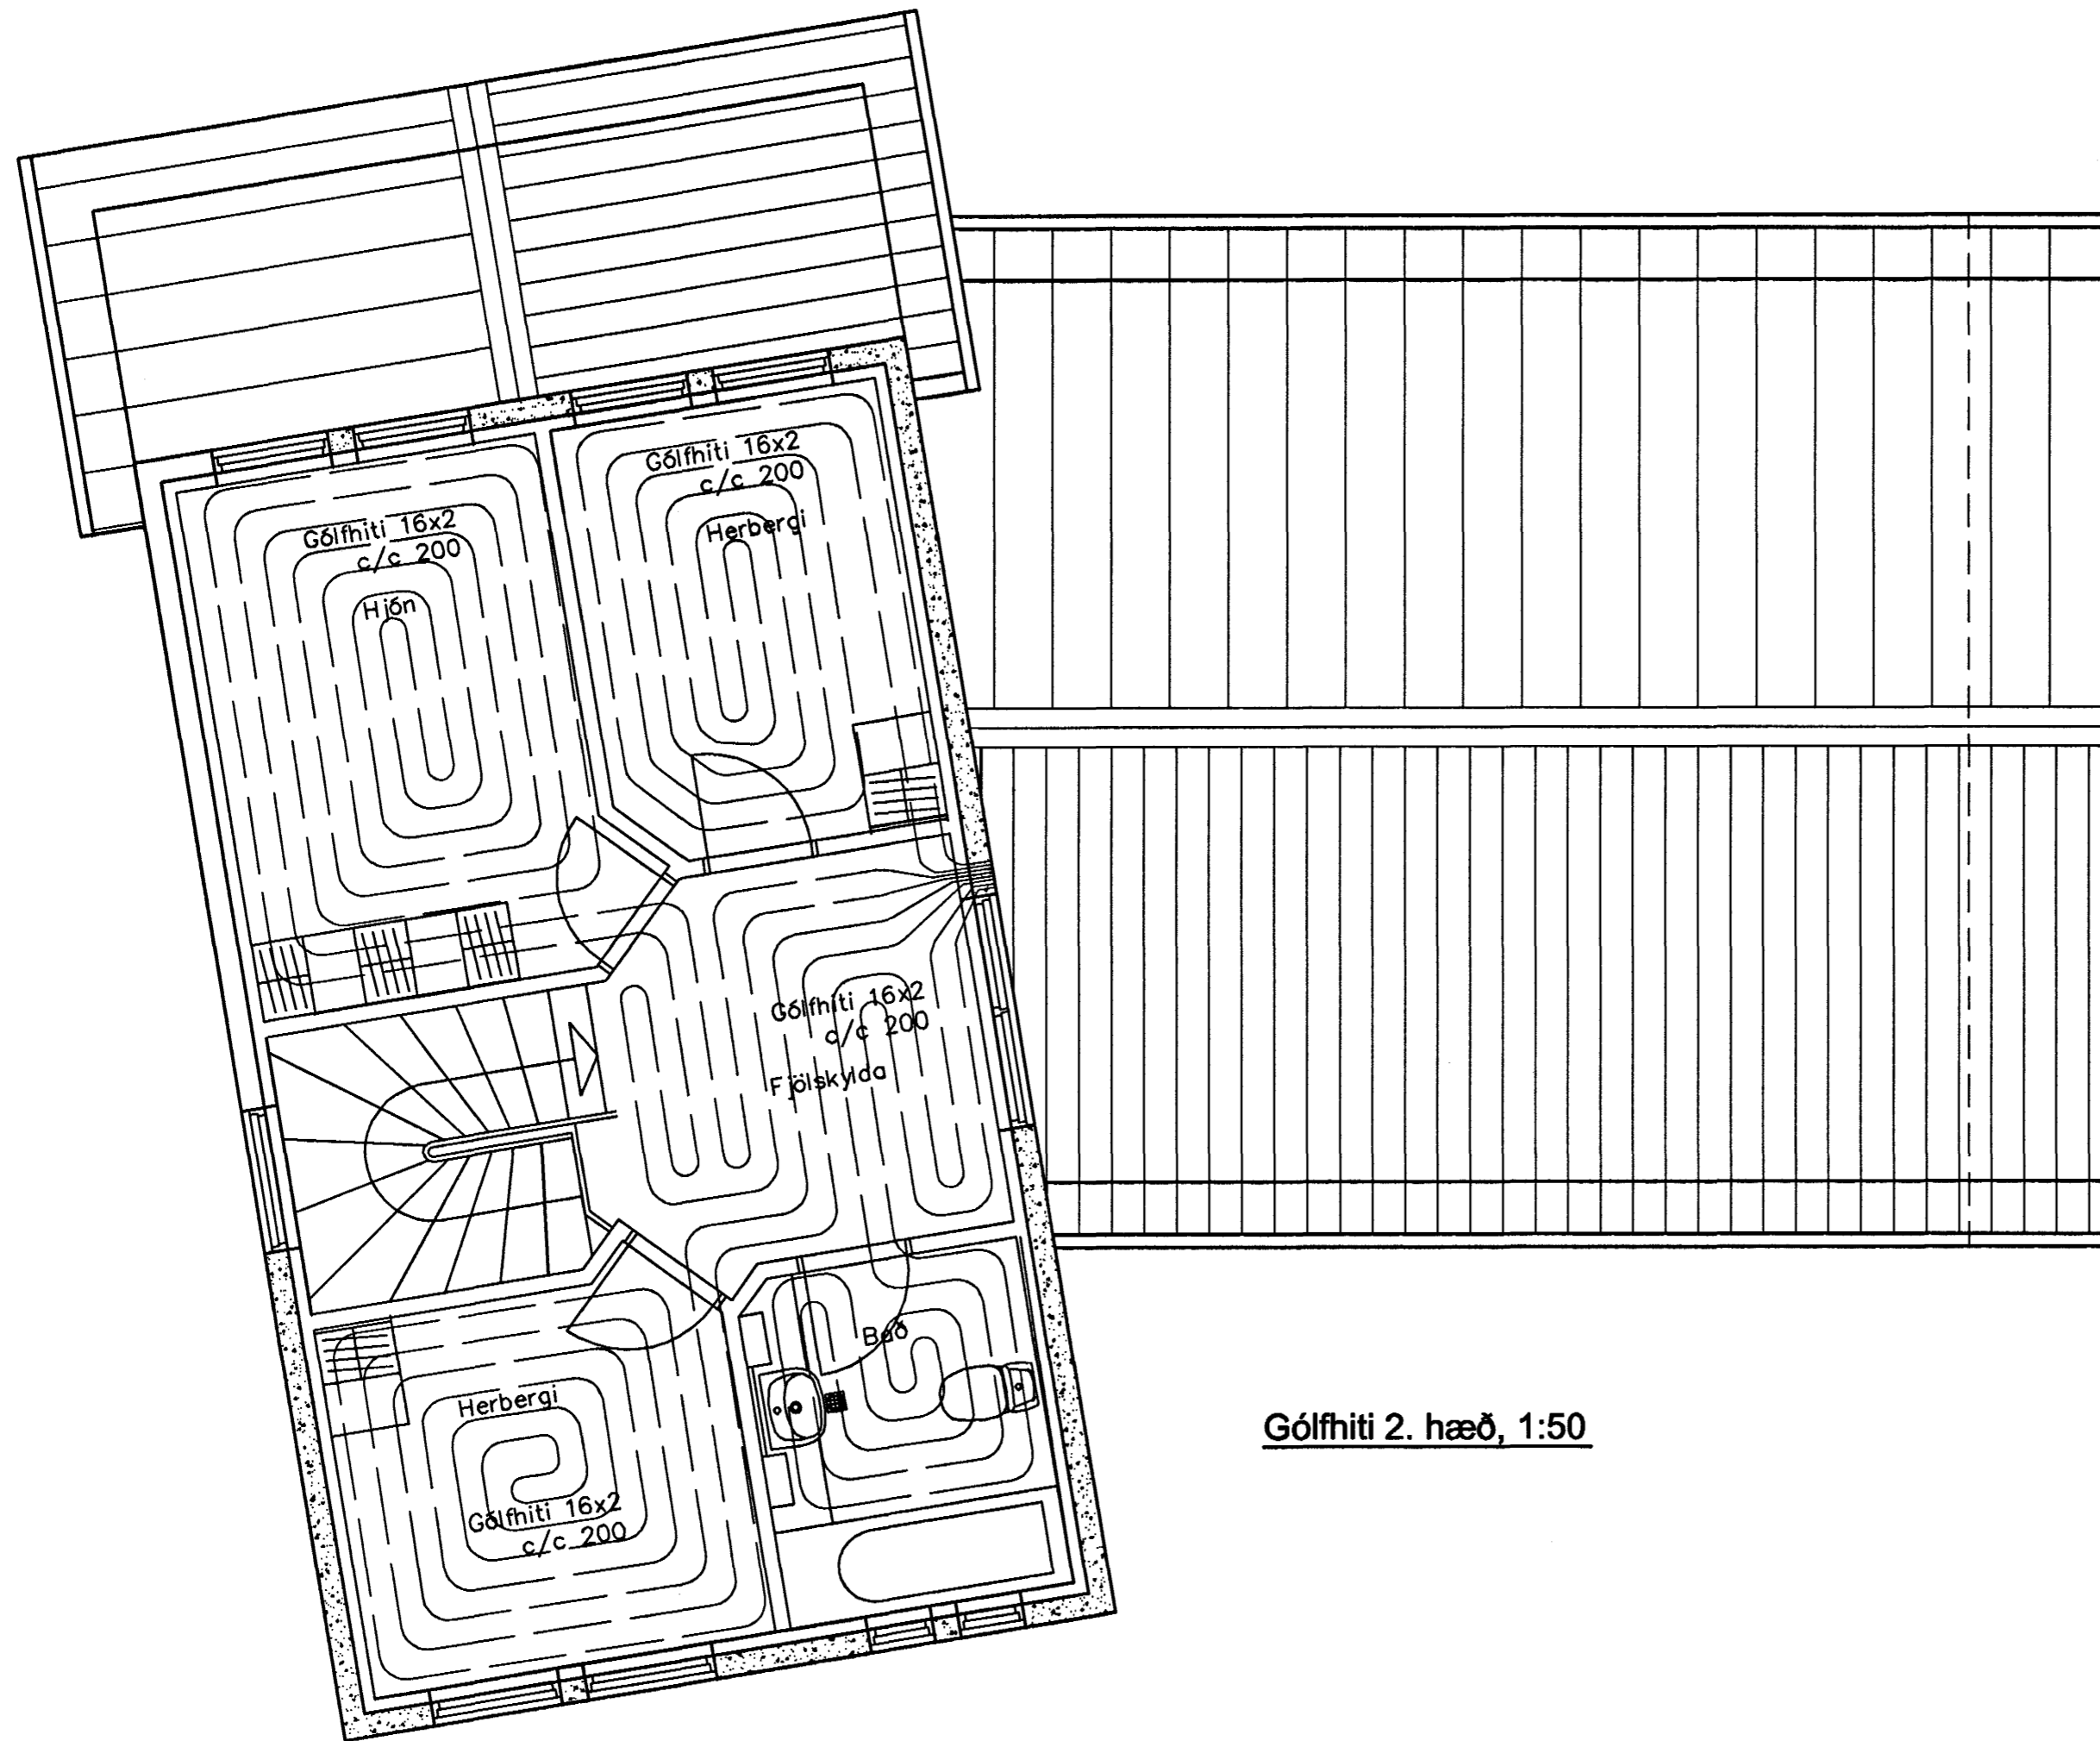 Gólfhiti 16x2
c/c 200
Herbergi
Gólfhiti 16x2
c/c 200
Hjón
Gólfhiti 16x2
c/c 200
Fjölskylda
Bað
Herbergi
Gólfhiti 16x2
c/c 200
Gólfhiti 2. hæð, 1:50